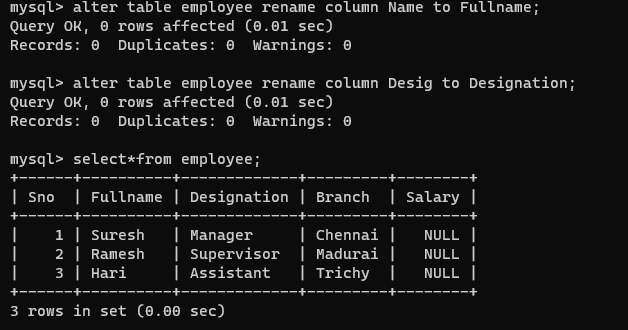 mysql> alter table employee rename column Name to Fullname;
Query OK, 0 rows affected (0.01 sec)
Records: 0  Duplicates: 0  Warnings: 0

mysql> alter table employee rename column Desig to Designation;
Query OK, 0 rows affected (0.01 sec)
Records: 0  Duplicates: 0  Warnings: 0

mysql> select*from employee;
+------+----------+-------------+---------+--------+
| Sno  | Fullname | Designation | Branch  | Salary |
+------+----------+-------------+---------+--------+
|    1 | Suresh   | Manager     | Chennai |   NULL |
|    2 | Ramesh   | Supervisor  | Madurai |   NULL |
|    3 | Hari     | Assistant   | Trichy  |   NULL |
+------+----------+-------------+---------+--------+
3 rows in set (0.00 sec)